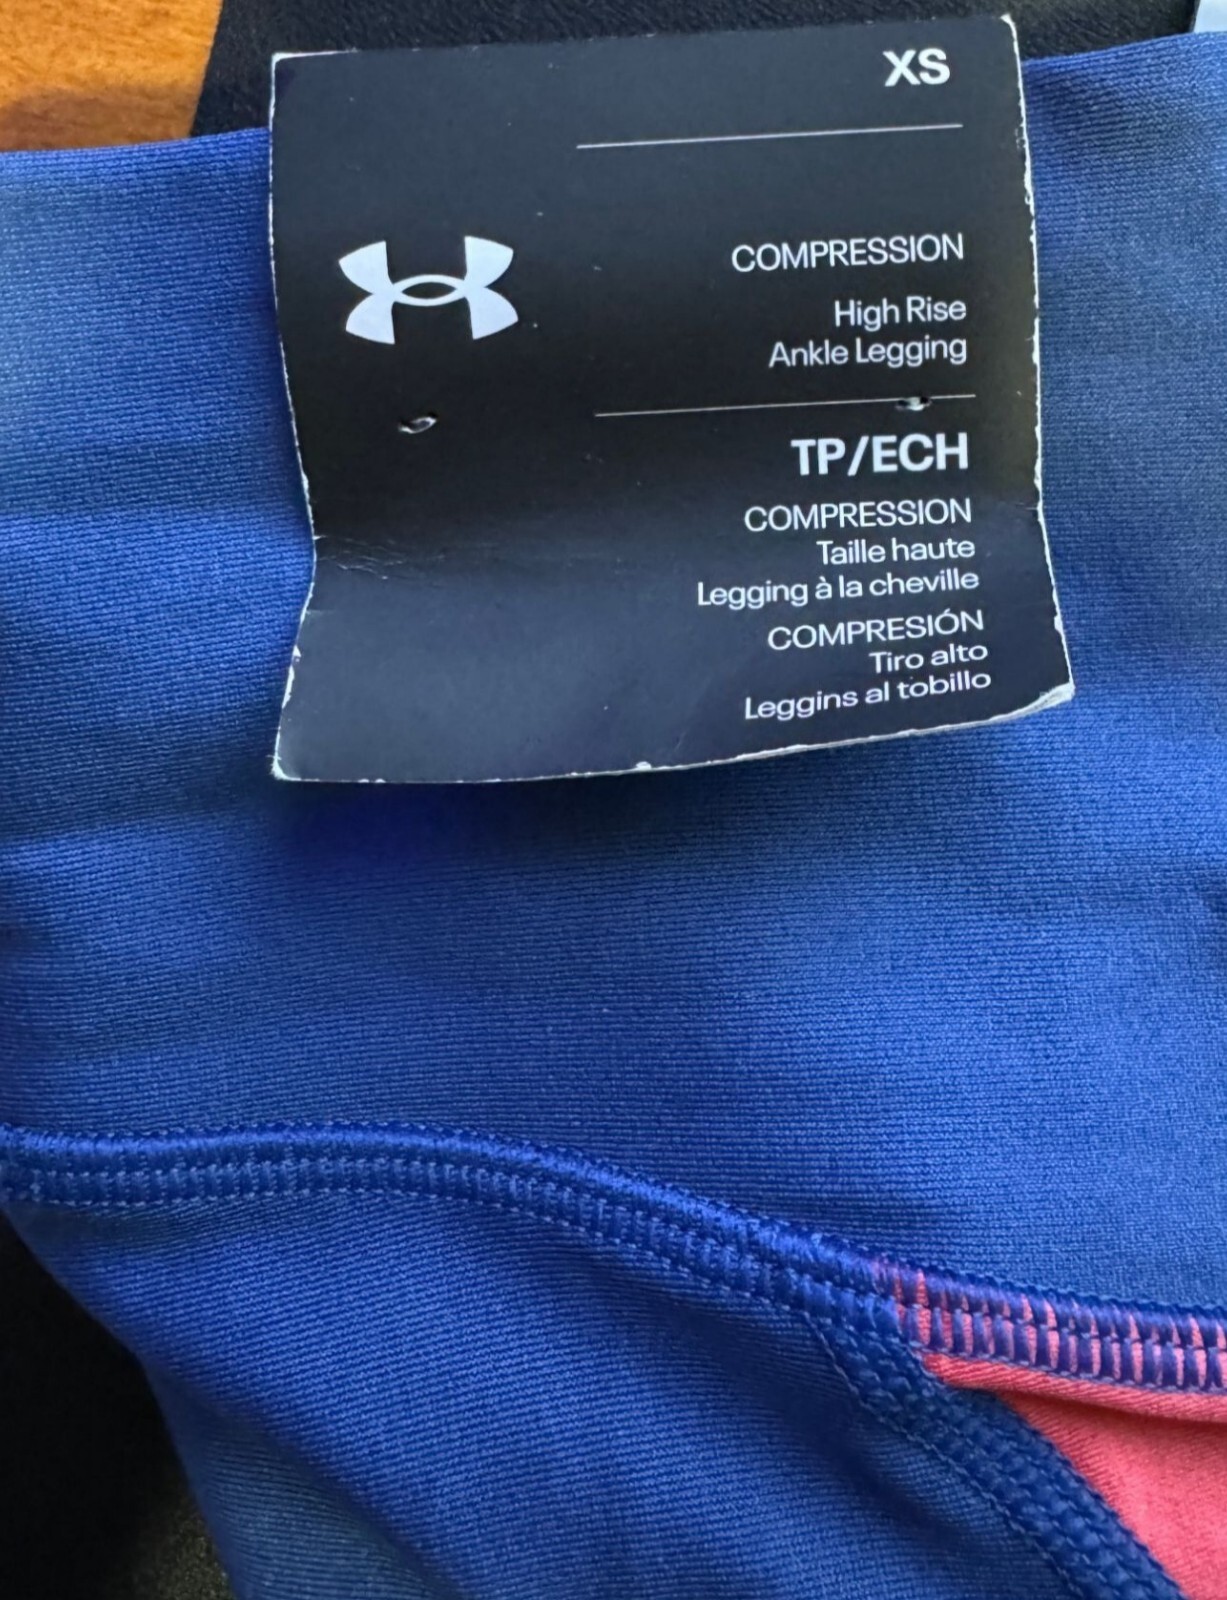 XS
COMPRESSION
High Rise
Ankle Legging
TP/ECH
COMPRESSION
Taille haute
Legging à la cheville
COMPRESIÓN
Tiro alto
Leggins al tobillo